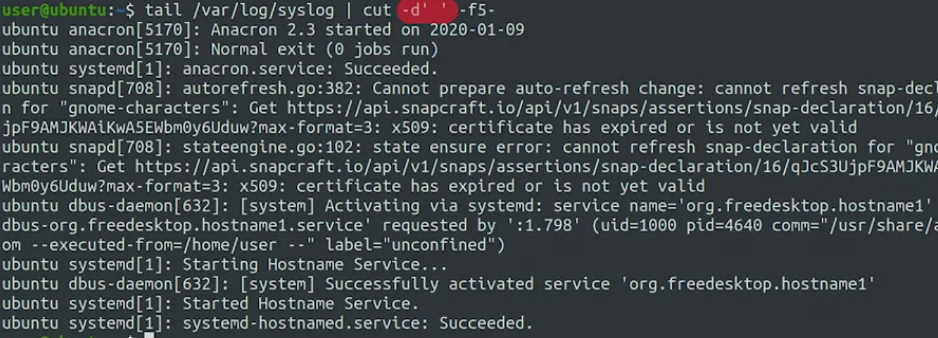 user@ubuntu:~$ tail /var/log/syslog | cut -d' ' -f5-
ubuntu anacron[5170]: Anacron 2.3 started on 2020-01-09
ubuntu anacron[5170]: Normal exit (0 jobs run)
ubuntu systemd[1]: anacron.service: Succeeded.
ubuntu snapd[708]: autorefresh.go:382: Cannot prepare auto-refresh change: cannot refresh snap-decl
n for "gnome-characters": Get https://api.snapcraft.io/api/v1/snaps/assertions/snap-declaration/16/
jpF9AMJKWAiKwA5EWbm0y6Uduw?max-format=3: x509: certificate has expired or is not yet valid
ubuntu snapd[708]: stateengine.go:102: state ensure error: cannot refresh snap-declaration for "gno
racters": Get https://api.snapcraft.io/api/v1/snaps/assertions/snap-declaration/16/qJcS3UjpF9AMJKWA
Wbm0y6Uduw?max-format=3: x509: certificate has expired or is not yet valid
ubuntu dbus-daemon[632]: [system] Activating via systemd: service name='org.freedesktop.hostname1'
dbus-org.freedesktop.hostname1.service' requested by ':1.798' (uid=1000 pid=4640 comm="/usr/share/a
om --executed-from=/home/user --" label="unconfined")
ubuntu systemd[1]: Starting Hostname Service...
ubuntu dbus-daemon[632]: [system] Successfully activated service 'org.freedesktop.hostname1'
ubuntu systemd[1]: Started Hostname Service.
ubuntu systemd[1]: systemd-hostnamed.service: Succeeded.
user@ubuntu:~$